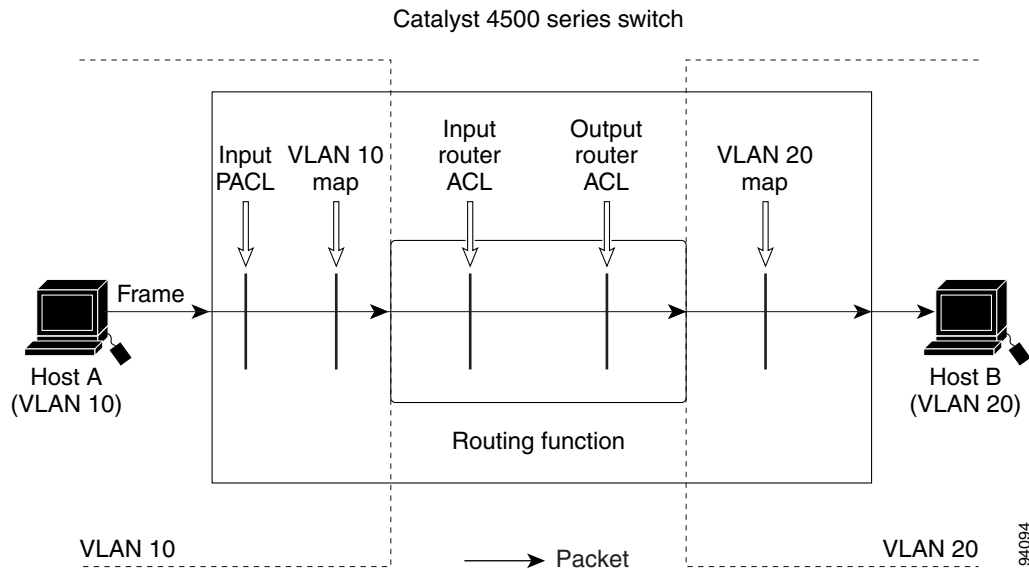 Catalyst 4500 series switch
Input
PACL
VLAN 10
map
Input
router
ACL
Output
router
ACL
VLAN 20
map
Frame
Host A
(VLAN 10)
Host B
(VLAN 20)
Routing function
VLAN 10
Packet
VLAN 20
94094